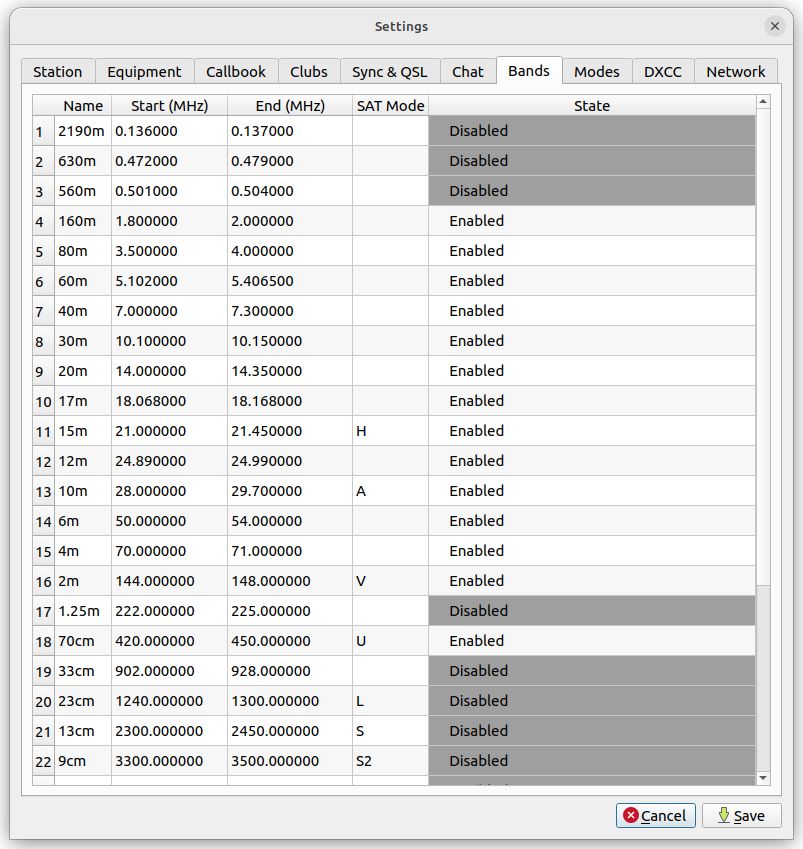 Settings
Station Equipment Callbook Clubs Sync & QSL Chat Bands Modes DXCC Network
Name Start (MHz) End (MHz) SAT Mode State
1 2190m 0.136000 0.137000 Disabled
2 630m 0.472000 0.479000 Disabled
3 560m 0.501000 0.504000 Disabled
4 160m 1.800000 2.000000 Enabled
5 80m 3.500000 4.000000 Enabled
6 60m 5.102000 5.406500 Enabled
7 40m 7.000000 7.300000 Enabled
8 30m 10.100000 10.150000 Enabled
9 20m 14.000000 14.350000 Enabled
10 17m 18.068000 18.168000 Enabled
11 15m 21.000000 21.450000 H Enabled
12 12m 24.890000 24.990000 Enabled
13 10m 28.000000 29.700000 A Enabled
14 6m 50.000000 54.000000 Enabled
15 4m 70.000000 71.000000 Enabled
16 2m 144.000000 148.000000 V Enabled
17 1.25m 222.000000 225.000000 Disabled
18 70cm 420.000000 450.000000 U Enabled
19 33cm 902.000000 928.000000 Disabled
20 23cm 1240.000000 1300.000000 L Disabled
21 13cm 2300.000000 2450.000000 S Disabled
22 9cm 3300.000000 3500.000000 S2 Disabled
Cancel Save